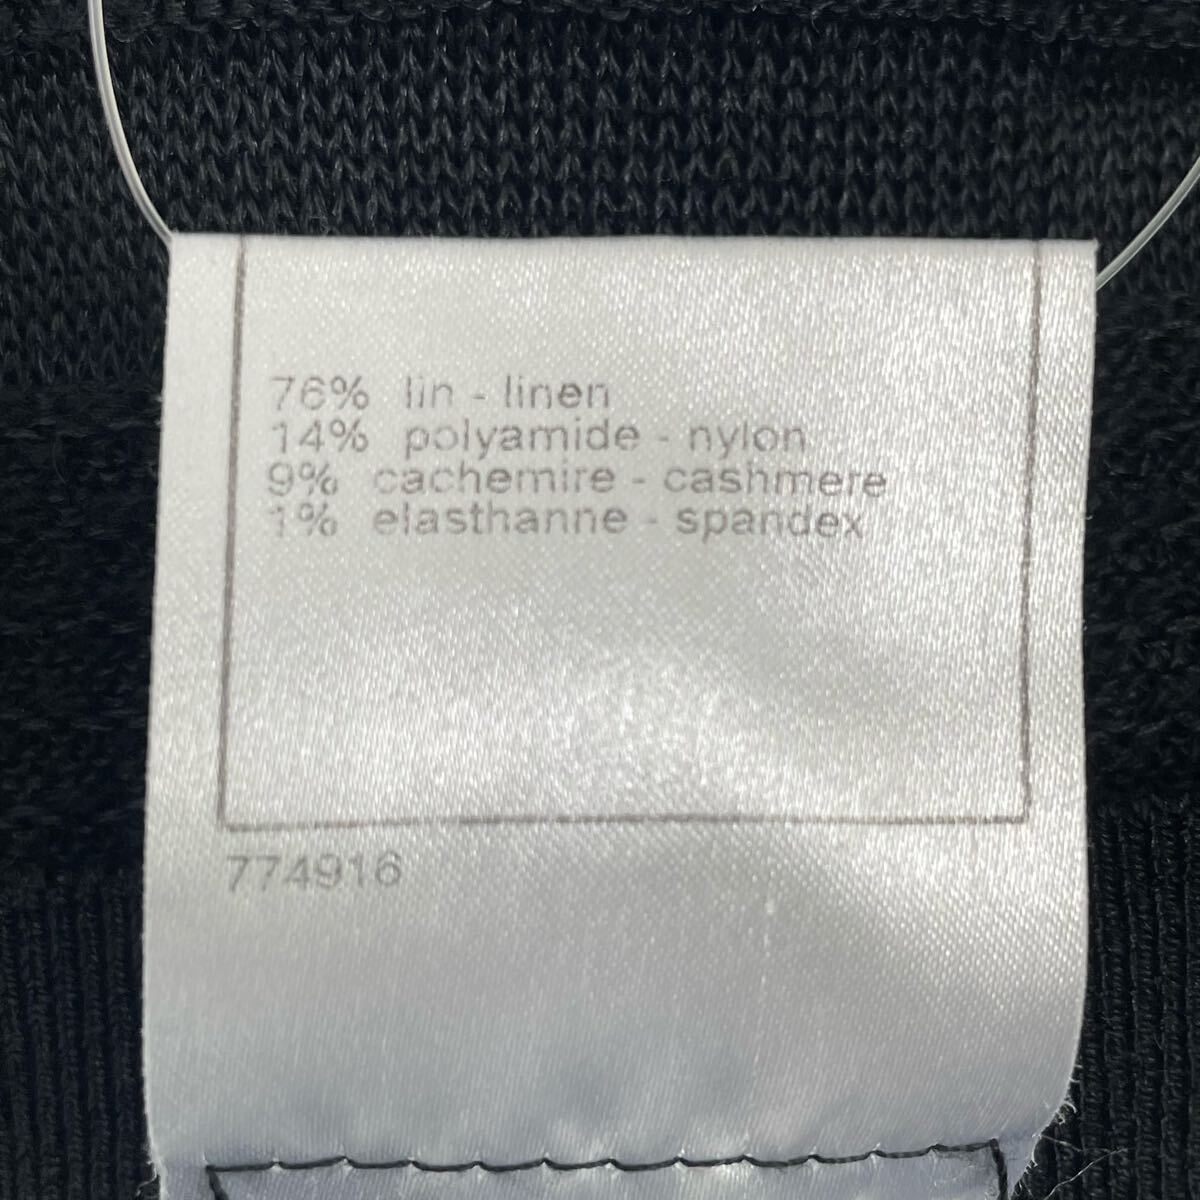 76% lin - linen
14% polyamide - nylon
9% cachemire - cashmere
1% elasthanne - spandex
774916